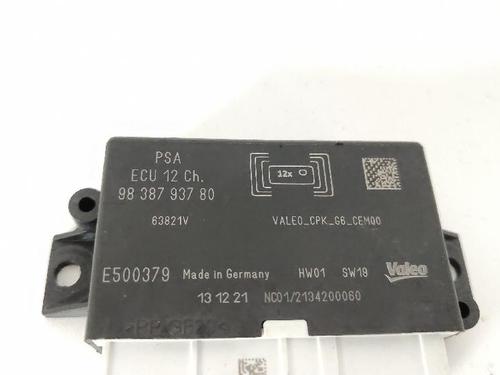 PSA
ECU 12 Ch.
98 387 937 80
12x
63821V
VALEO_CPK_G6_CEMQO
E500379 Made in Germany HW01 SW19 Valeo
13 12 21 NC01/2134200060